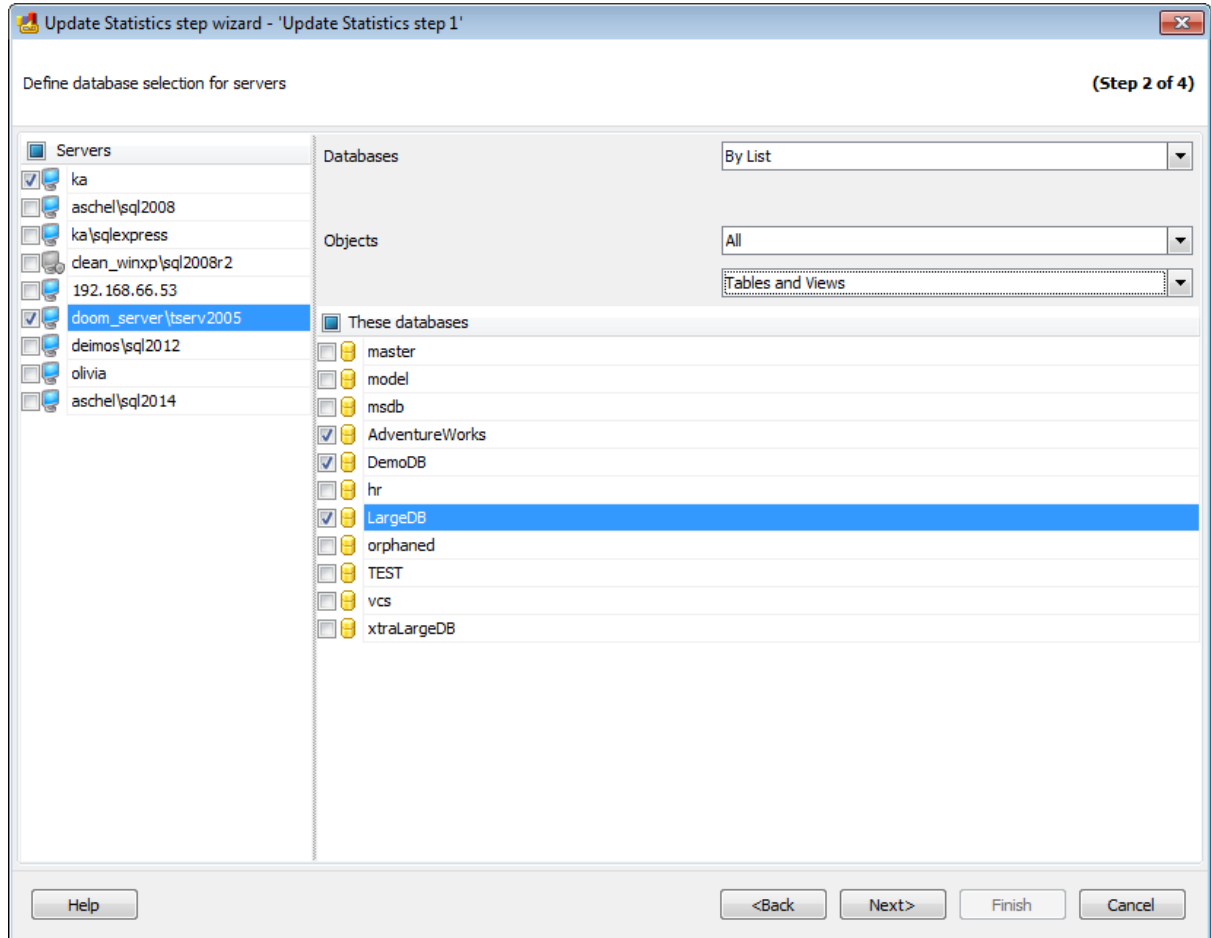 Update Statistics step wizard - 'Update Statistics step 1'
Define database selection for servers
(Step 2 of 4)
Servers
ka
aschel\sql2008
ka\sqlexpress
clean_winxp\sql2008r2
192.168.66.53
doom_server\tserv2005
deimos\sql2012
olivia
aschel\sql2014
Databases
By List
Objects
All
Tables and Views
These databases
master
model
msdb
AdventureWorks
DemoDB
hr
LargeDB
orphaned
TEST
vcs
xtraLargeDB
Help
<Back
Next>
Finish
Cancel